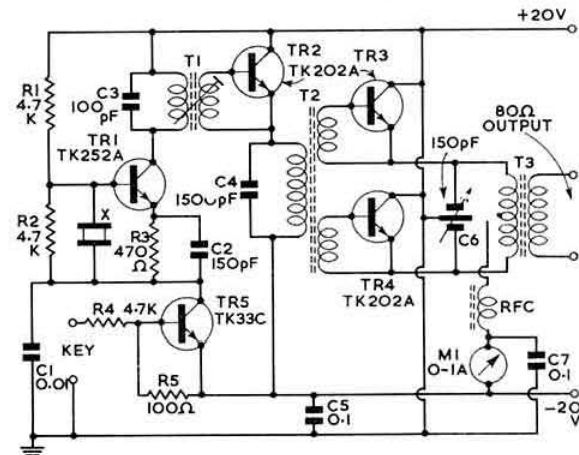 +20V
T1
TR2
TK202A
TR3
R1
4.7
K
C3
100
pF
TR1
TK252A
T2
80Ω
OUTPUT
150pF
T3
R2
4.7
K
X
R3
470
Ω
C2
150pF
C4
1500pF
C6
TR4
TK202A
R4 4.7K
TR5
TK33C
RFC
KEY
M1
0-1A
C7
0.1
C1
0.01
R5
100Ω
C5
0.1
-20
V